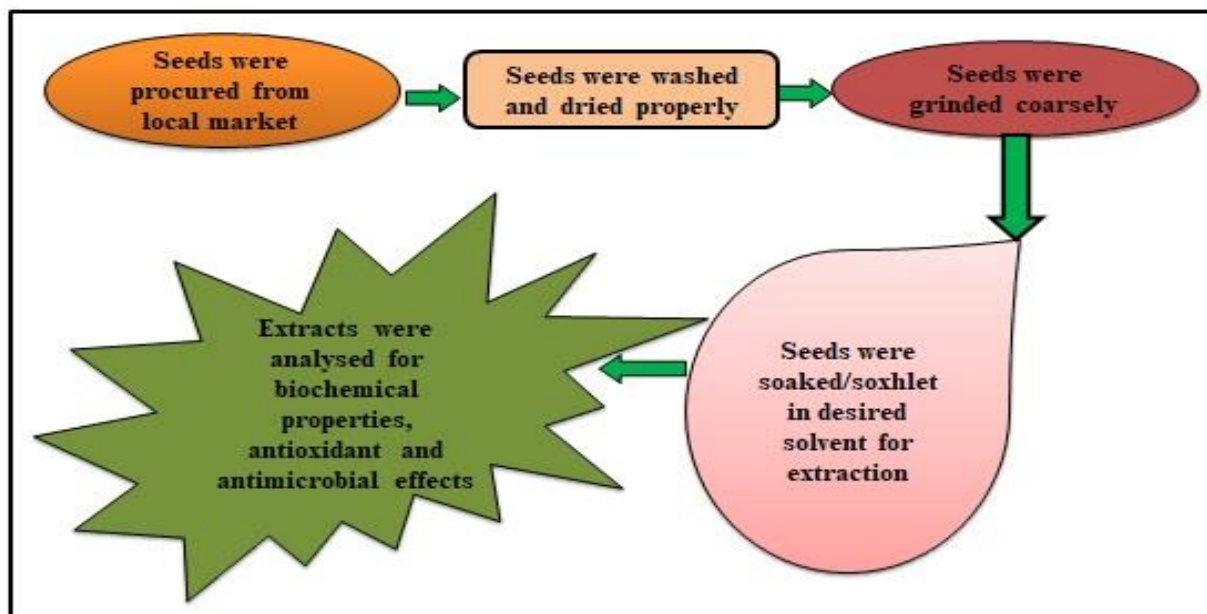 Seeds were
procured from
local market
Seeds were washed
and dried properly
Seeds were
grinded coarsely
Seeds were
soaked/soxhlet
in desired
solvent for
extraction
Extracts were
analysed for
biochemical
properties,
antioxidant and
antimicrobial effects